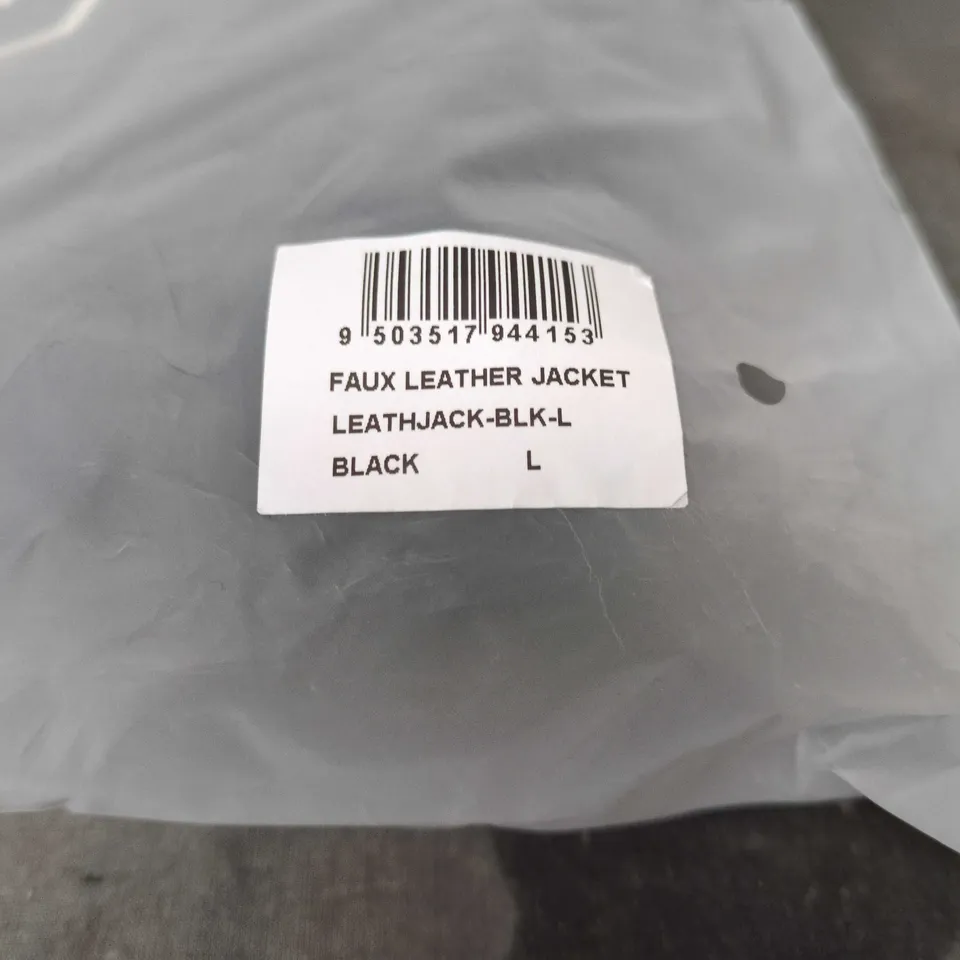 9 503517 944153
FAUX LEATHER JACKET
LEATHJACK-BLK-L
BLACK L